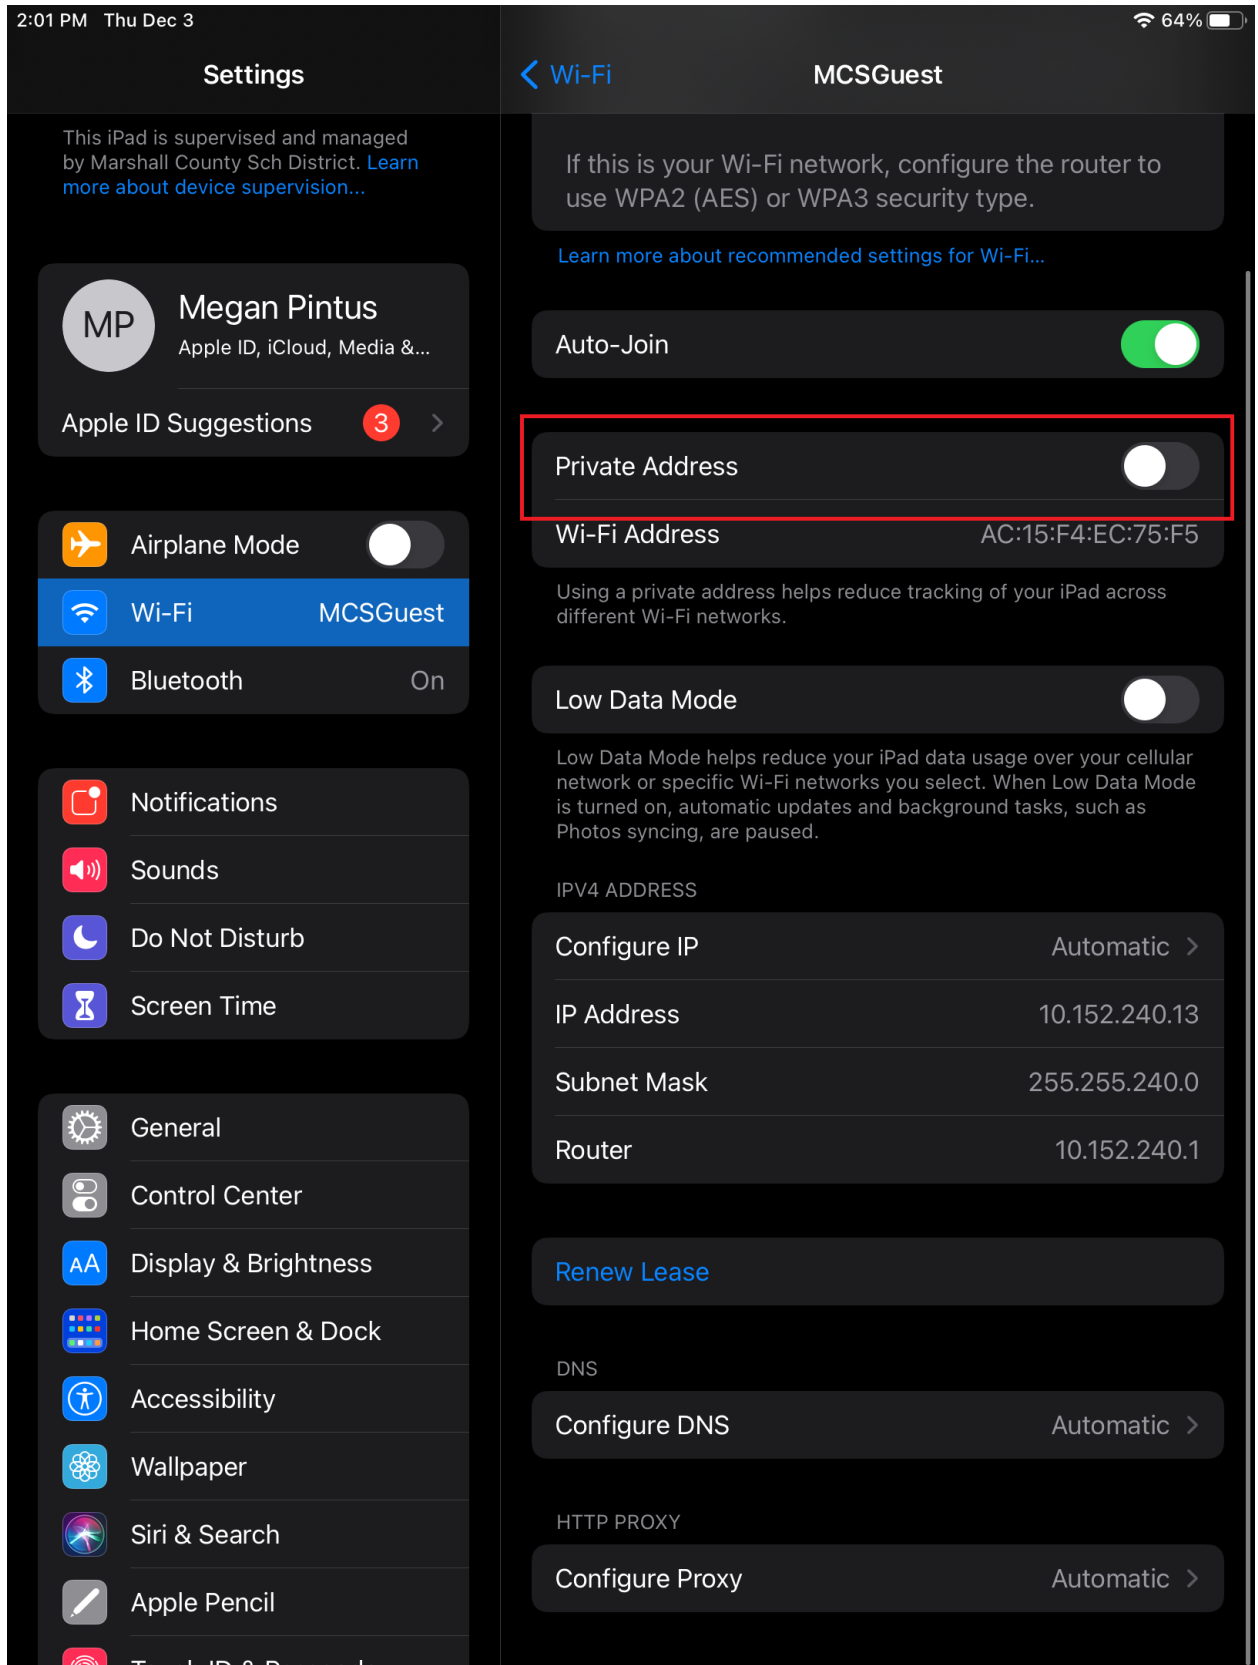 2:01 PM Thu Dec 3
64%
Settings
This iPad is supervised and managed
by Marshall County Sch District. Learn
more about device supervision...
MP
Megan Pintus
Apple ID, iCloud, Media &...
Apple ID Suggestions 3
Airplane Mode
Wi-Fi MCSGuest
Bluetooth On
Notifications
Sounds
Do Not Disturb
Screen Time
General
Control Center
AA Display & Brightness
Home Screen & Dock
Accessibility
Wallpaper
Siri & Search
Apple Pencil
Wi-Fi
MCSGuest
If this is your Wi-Fi network, configure the router to
use WPA2 (AES) or WPA3 security type.
Learn more about recommended settings for Wi-Fi...
Auto-Join
Private Address
Wi-Fi Address AC:15:F4:EC:75:F5
Using a private address helps reduce tracking of your iPad across
different Wi-Fi networks.
Low Data Mode
Low Data Mode helps reduce your iPad data usage over your cellular
network or specific Wi-Fi networks you select. When Low Data Mode
is turned on, automatic updates and background tasks, such as
Photos syncing, are paused.
IPV4 ADDRESS
Configure IP Automatic
IP Address 10.152.240.13
Subnet Mask 255.255.240.0
Router 10.152.240.1
Renew Lease
DNS
Configure DNS Automatic
HTTP PROXY
Configure Proxy Automatic